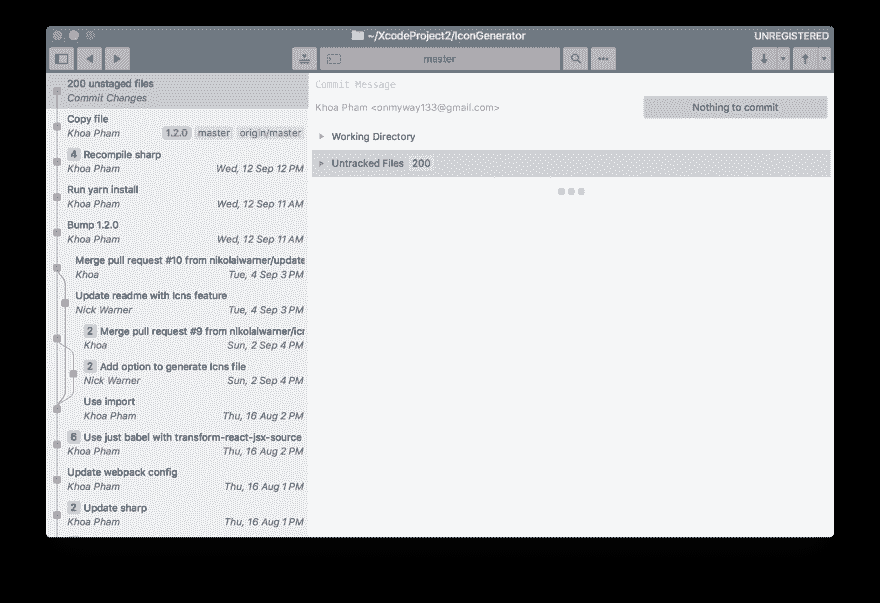 ~/XcodeProject2/IconGenerator
UNREGISTERED
master
200 unstaged files
Commit Changes
Copy file
Khoa Pham 1.2.0 master origin/master
4 Recompile sharp
Khoa Pham Wed, 12 Sep 12 PM
Run yarn install
Khoa Pham Wed, 12 Sep 11 AM
Bump 1.2.0
Khoa Pham Wed, 12 Sep 11 AM
Merge pull request #10 from nikolaiwarner/update
Khoa Tue, 4 Sep 3 PM
Update readme with Icns feature
Nick Warner Tue, 4 Sep 3 PM
2 Merge pull request #9 from nikolaiwarner/icr
Khoa Sun, 2 Sep 4 PM
2 Add option to generate Icns file
Nick Warner Sun, 2 Sep 4 PM
Use import
Khoa Pham Thu, 16 Aug 2 PM
6 Use just babel with transform-react-jsx-source
Khoa Pham Thu, 16 Aug 2 PM
Update webpack config
Khoa Pham Thu, 16 Aug 1 PM
2 Update sharp
Khoa Pham Thu, 16 Aug 1 PM
Commit Message
Khoa Pham <onmyway133@gmail.com>
Nothing to commit
Working Directory
Untracked Files 200